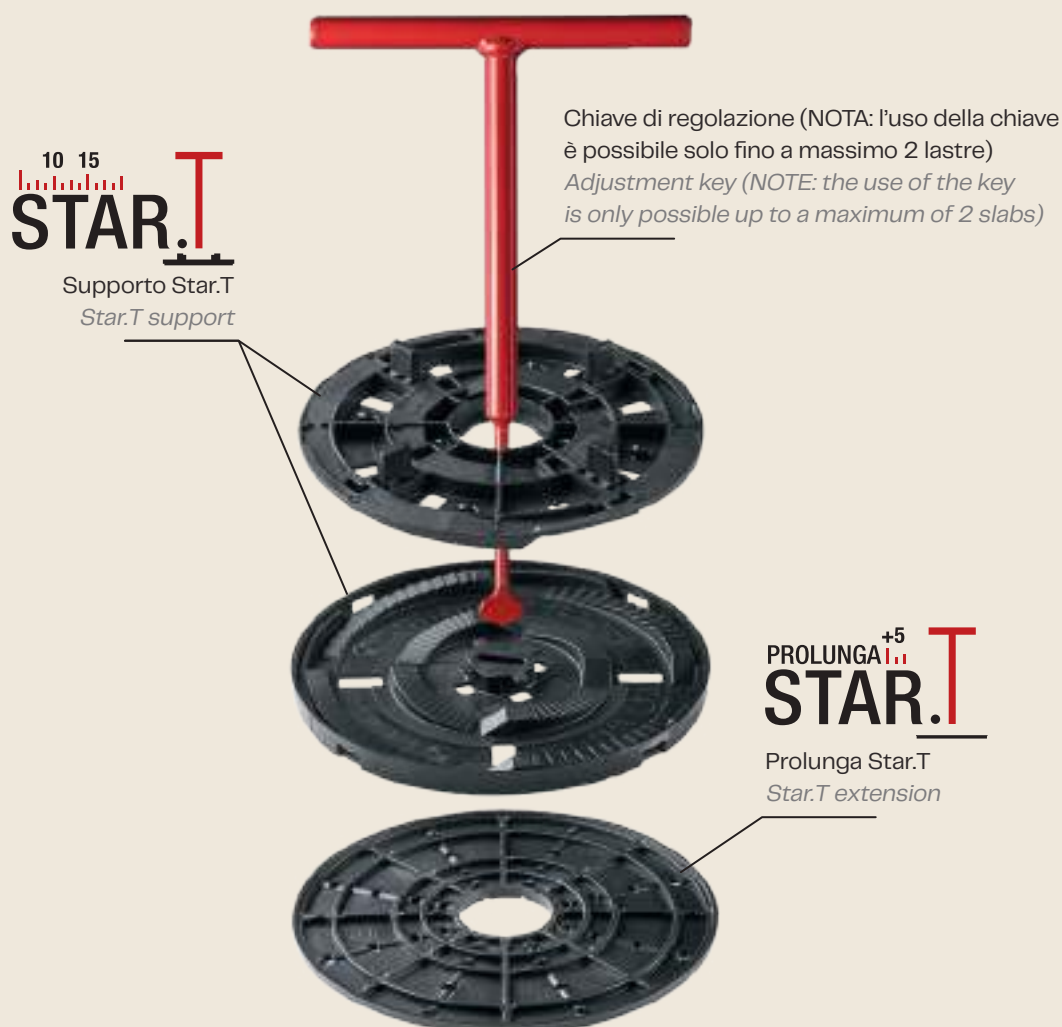 Chiave di regolazione (NOTA: l'uso della chiave
è possibile solo fino a massimo 2 lastre)
Adjustment key (NOTE: the use of the key
is only possible up to a maximum of 2 slabs)
10 15
STAR.T
Supporto Star.T
Star.T support
PROLUNGA +5
STAR.T
Prolunga Star.T
Star.T extension